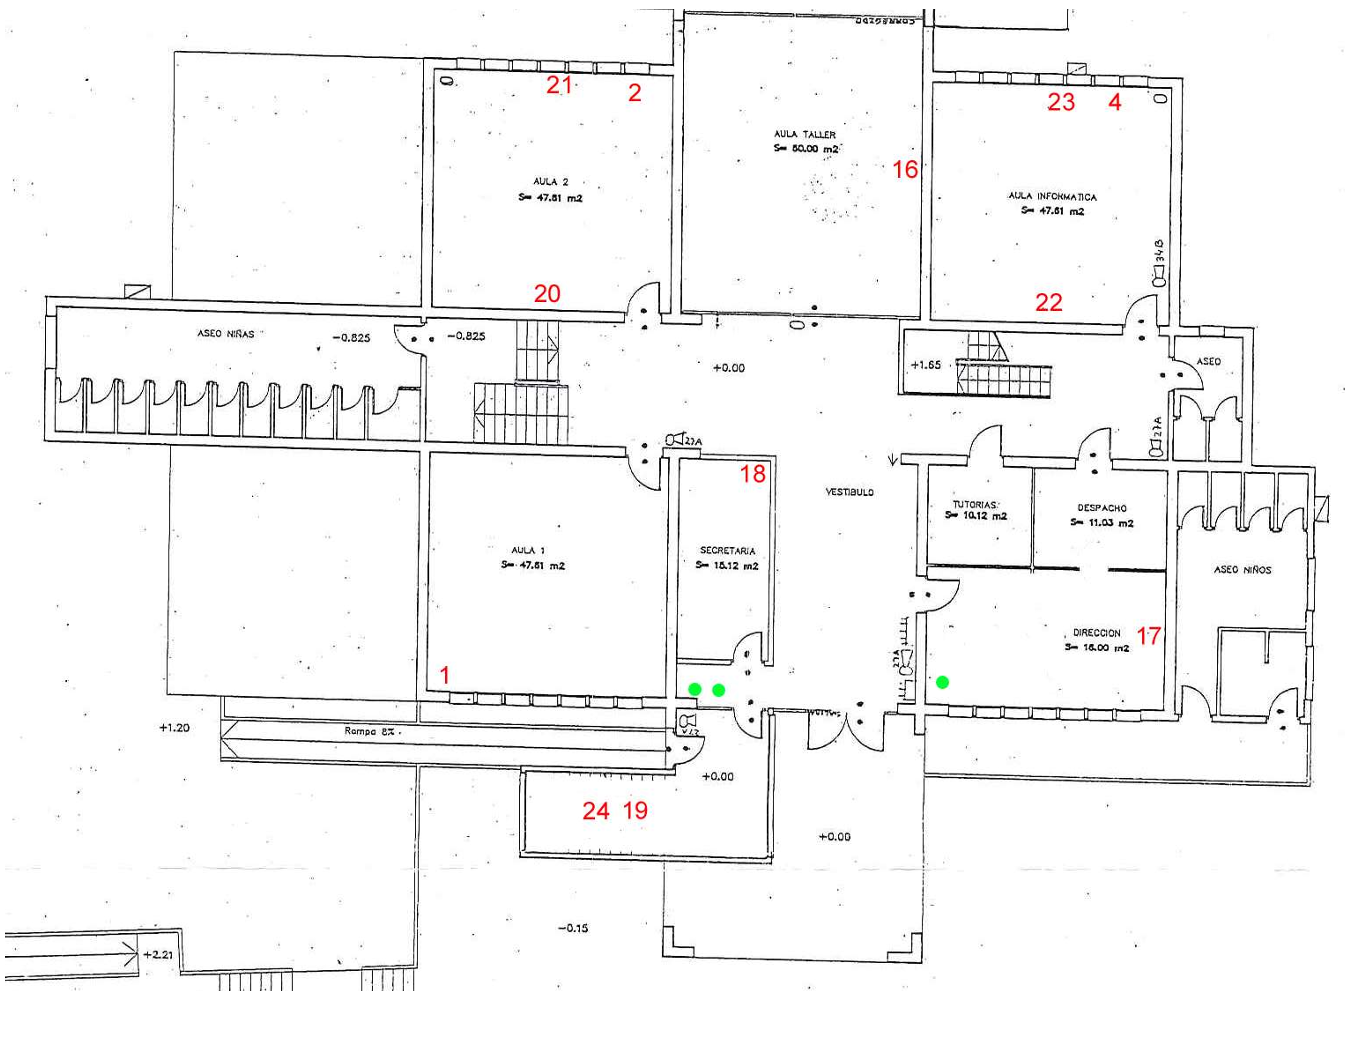 CORREGIDO
21
2
23
4
AULA TALLER
S= 50.00 m2
16
AULA 2
S= 47.61 m2
AULA INFORMATICA
S= 47.61 m2
34B
20
22
ASEO NIÑAS
-0.825
-0.825
+0.00
+1.65
ASEO
27A
27A
18
VESTIBULO
TUTORIAS
S= 10.12 m2
DESPACHO
S= 11.03 m2
AULA 1
S= 47.61 m2
SECRETARIA
S= 15.12 m2
ASEO NIÑOS
DIRECCION
S= 15.00 m2
17
27A
1
+1.20
Rampa 8%
27A
+0.00
24 19
+0.00
-0.15
+2.21